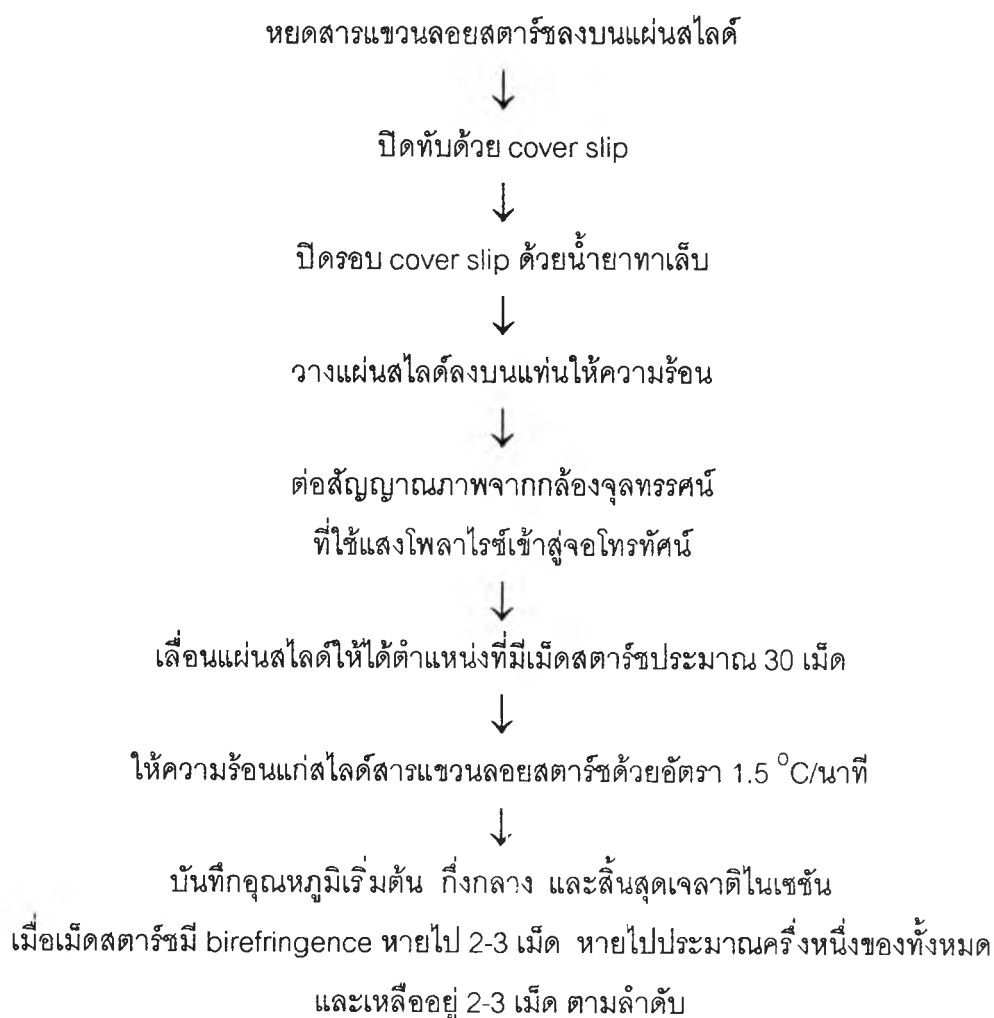 หยดสารแขวนลอยสตาร์ชลงบนแผ่นสไลด์
↓
ปิดทับด้วย cover slip
↓
ปิดรอบ cover slip ด้วยน้ำยาทาเล็บ
↓
วางแผ่นสไลด์ลงบนแท่นให้ความร้อน
↓
ต่อสัญญาณภาพจากกล้องจุลทรรศน์
ที่ใช้แสงโพลาไรซ์เข้าสู่จอโทรทัศน์
↓
เลื่อนแผ่นสไลด์ให้ได้ตำแหน่งที่มีเม็ดสตาร์ชประมาณ 30 เม็ด
↓
ให้ความร้อนแก่สไลด์สารแขวนลอยสตาร์ชด้วยอัตรา 1.5 °C/นาที
↓
บันทึกอุณหภูมิเริ่มต้น กึ่งกลาง และสิ้นสุดเจลาติไนเซชัน
เมื่อเม็ดสตาร์ชมี birefringence หายไป 2-3 เม็ด หายไปประมาณครึ่งหนึ่งของทั้งหมด
และเหลืออยู่ 2-3 เม็ด ตามลำดับ